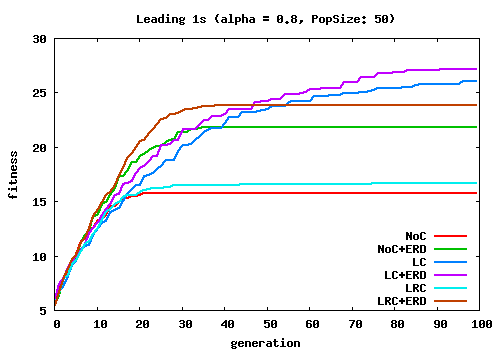 Leading 1s (alpha = 0.8, PopSize: 50)
30
25
20
15
10
5
fitness
NoC
NoC+ERD
LC
LC+ERD
LRC
LRC+ERD
0 10 20 30 40 50 60 70 80 90 100
generation